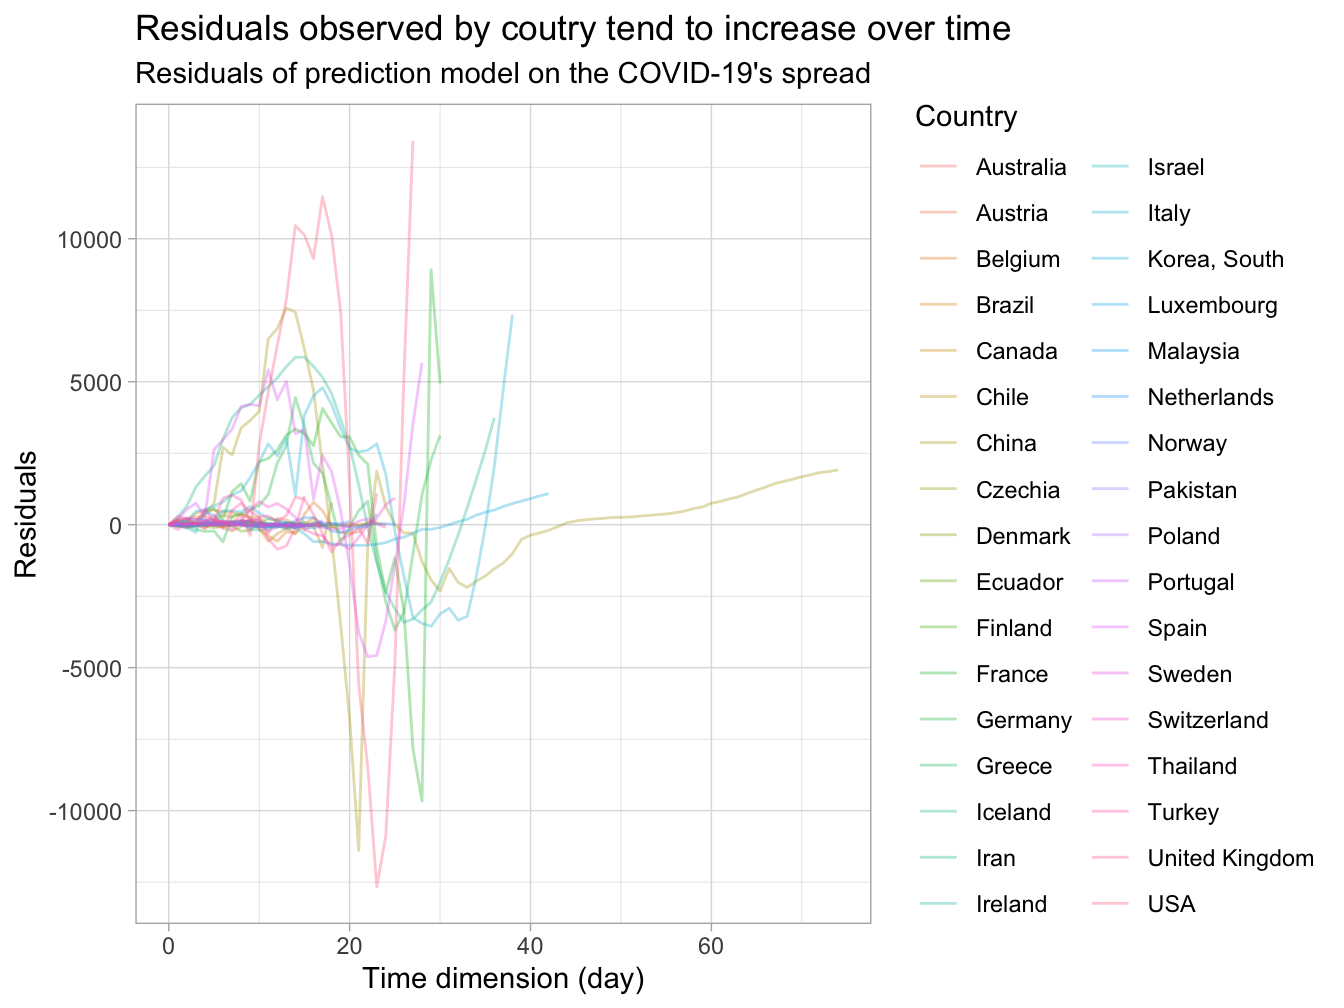 Residuals observed by coutry tend to increase over time
Residuals of prediction model on the COVID-19's spread
Residuals
10000
5000
0
-5000
-10000
0 20 40 60
Time dimension (day)
Country
Australia
Austria
Belgium
Brazil
Canada
Chile
China
Czechia
Denmark
Ecuador
Finland
France
Germany
Greece
Iceland
Iran
Ireland
Israel
Italy
Korea, South
Luxembourg
Malaysia
Netherlands
Norway
Pakistan
Poland
Portugal
Spain
Sweden
Switzerland
Thailand
Turkey
United Kingdom
USA